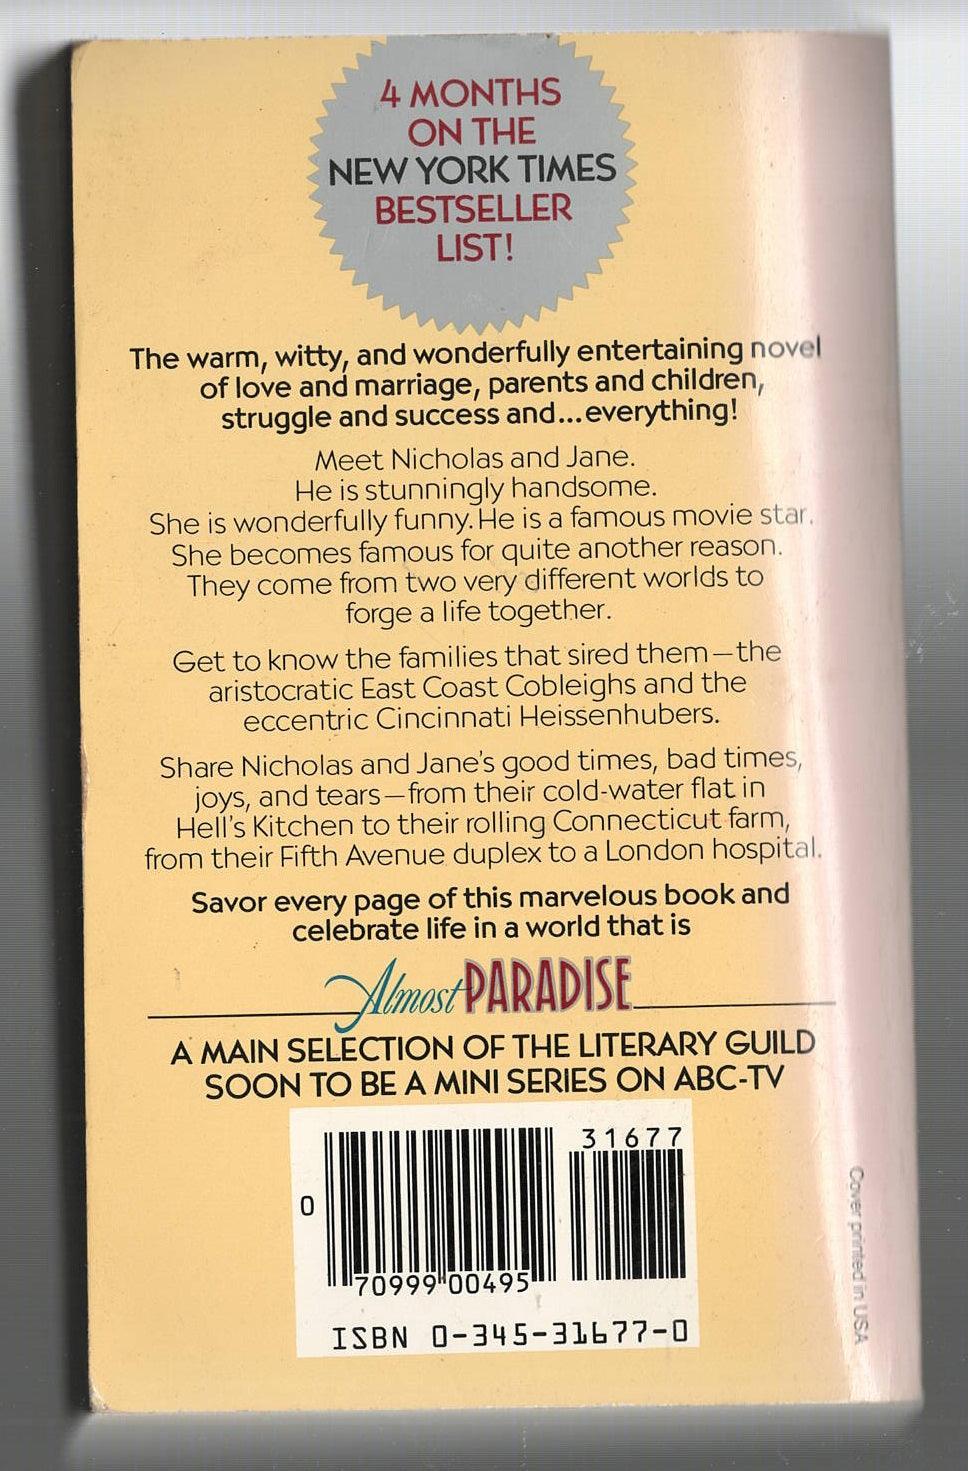 4 MONTHS
ON THE
NEW YORK TIMES
BESTSELLER
LIST!
The warm, witty, and wonderfully entertaining novel
of love and marriage, parents and children,
struggle and success and...everything!
Meet Nicholas and Jane.
He is stunningly handsome.
She is wonderfully funny. He is a famous movie star.
She becomes famous for quite another reason.
They come from two very different worlds to
forge a life together.
Get to know the families that sired them—the
aristocratic East Coast Cobleighs and the
eccentric Cincinnati Heissenhubers.
Share Nicholas and Jane's good times, bad times,
joys, and tears—from their cold-water flat in
Hell's Kitchen to their rolling Connecticut farm,
from their Fifth Avenue duplex to a London hospital.
Savor every page of this marvelous book and
celebrate life in a world that is
Almost PARADISE
A MAIN SELECTION OF THE LITERARY GUILD
SOON TO BE A MINI SERIES ON ABC-TV
31677
0
70999 00495
ISBN 0-345-31677-0
Cover printed in USA